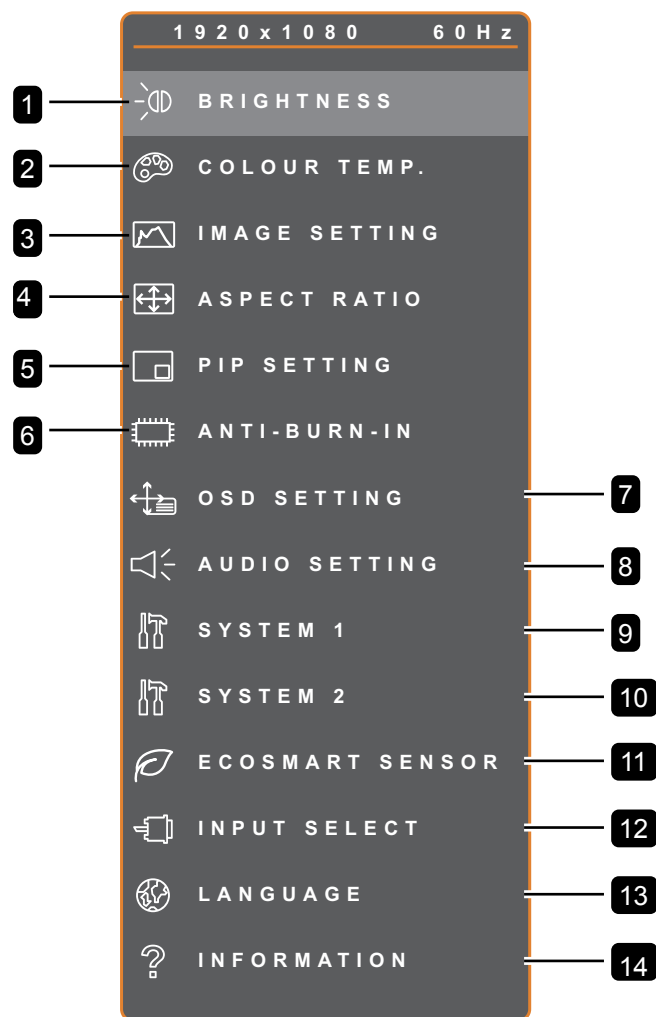 1920x1080 60Hz
1 BRIGHTNESS
2 COLOUR TEMP.
3 IMAGE SETTING
4 ASPECT RATIO
5 PIP SETTING
6 ANTI-BURN-IN
OSD SETTING 7
AUDIO SETTING 8
SYSTEM 1 9
SYSTEM 2 10
ECOSMART SENSOR 11
INPUT SELECT 12
LANGUAGE 13
? INFORMATION 14